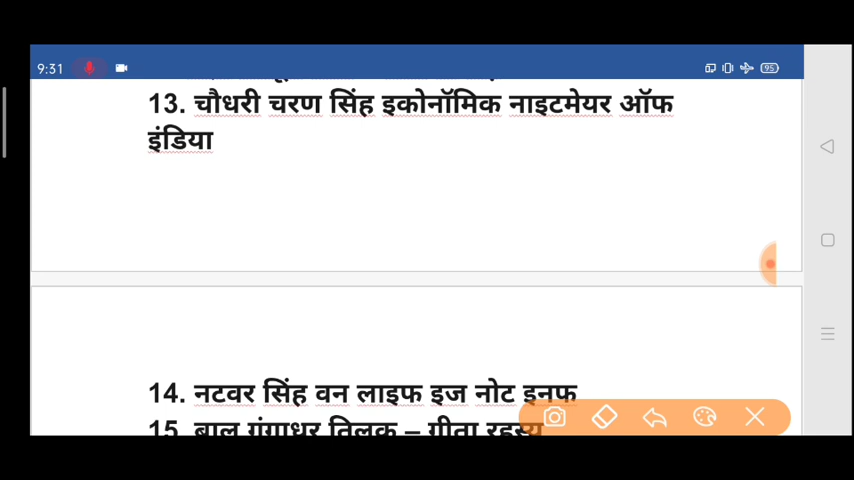 9:31
95
13. चौधरी चरण सिंह इकोनॉमिक नाइटमेयर ऑफ
इंडिया
14. नटवर सिंह वन लाइफ इज नोट इनफ
15. बाल गंगाधर तिलक – गीता रहस्य